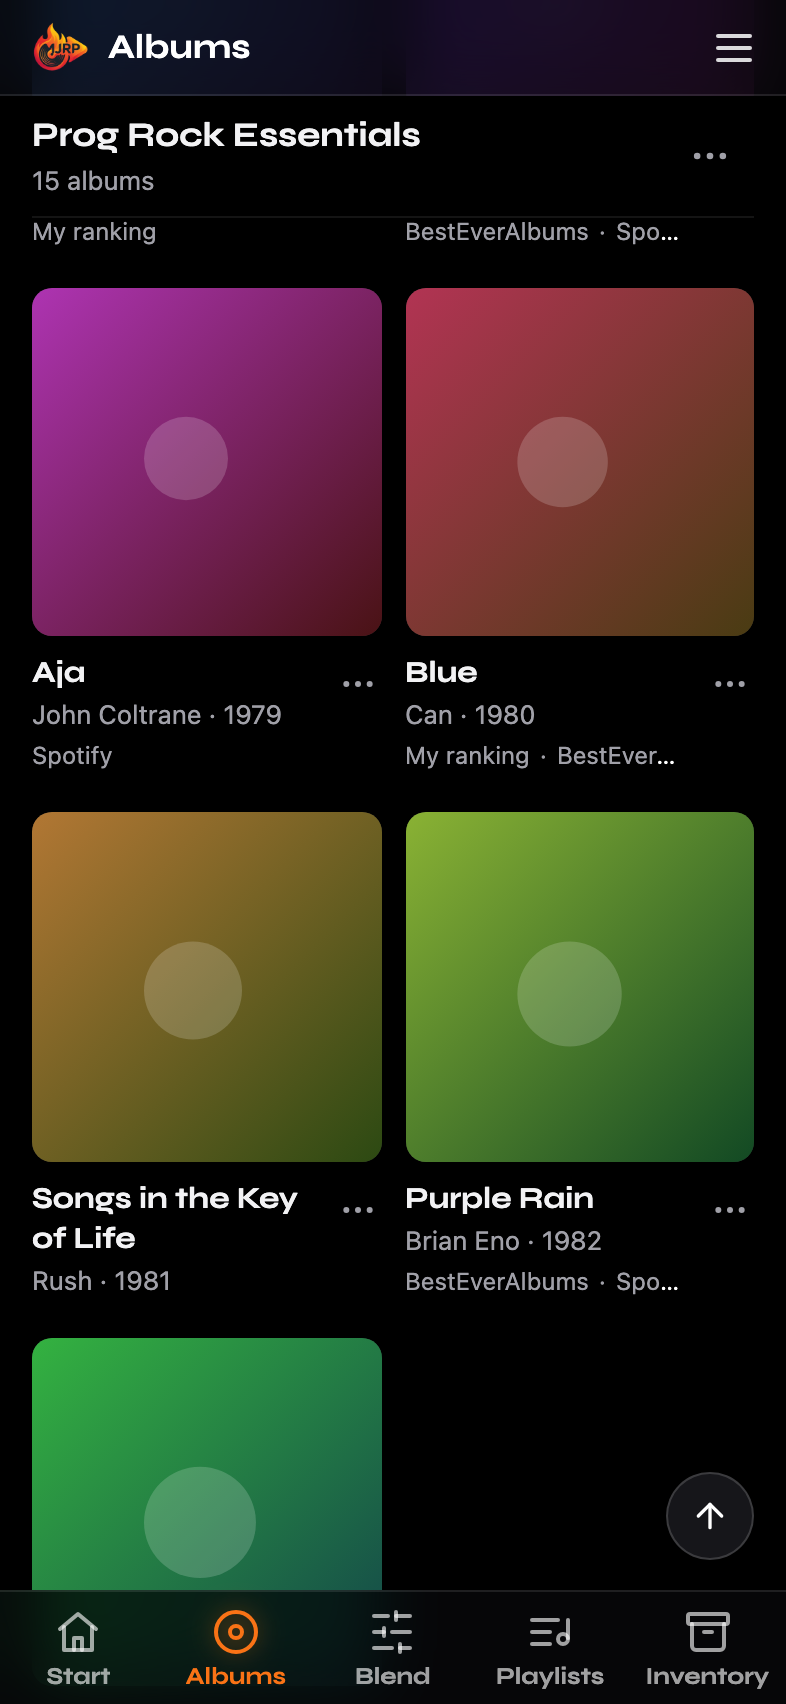 MJRP
Albums
Prog Rock Essentials
15 albums
My ranking
BestEverAlbums · Spo...
Aja
John Coltrane · 1979
Spotify
Blue
Can · 1980
My ranking · BestEver...
Songs in the Key
of Life
Rush · 1981
Purple Rain
Brian Eno · 1982
BestEverAlbums · Spo...
Start
Albums
Blend
Playlists
Inventory